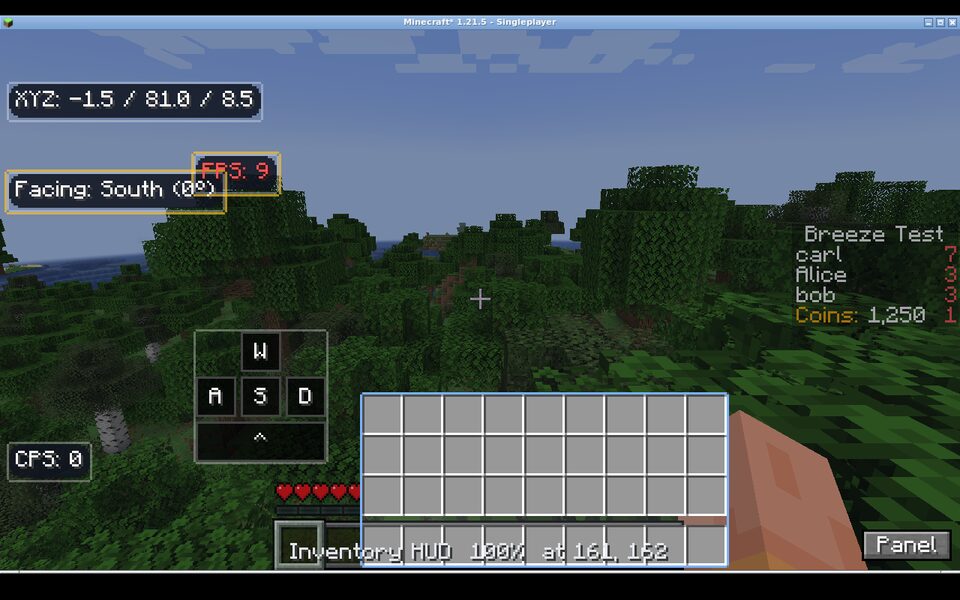 Minecraft* 1.21.5 - Singleplayer
XYZ: -1.5 / 81.0 / 8.5
FPS: 9
Facing: South (0°)
Breeze Test
carl 7
Alice 3
bob 3
Coins: 1,250 1
W
A S D
^
CPS: 0
Inventory HUD 100% at 161, 162
Panel